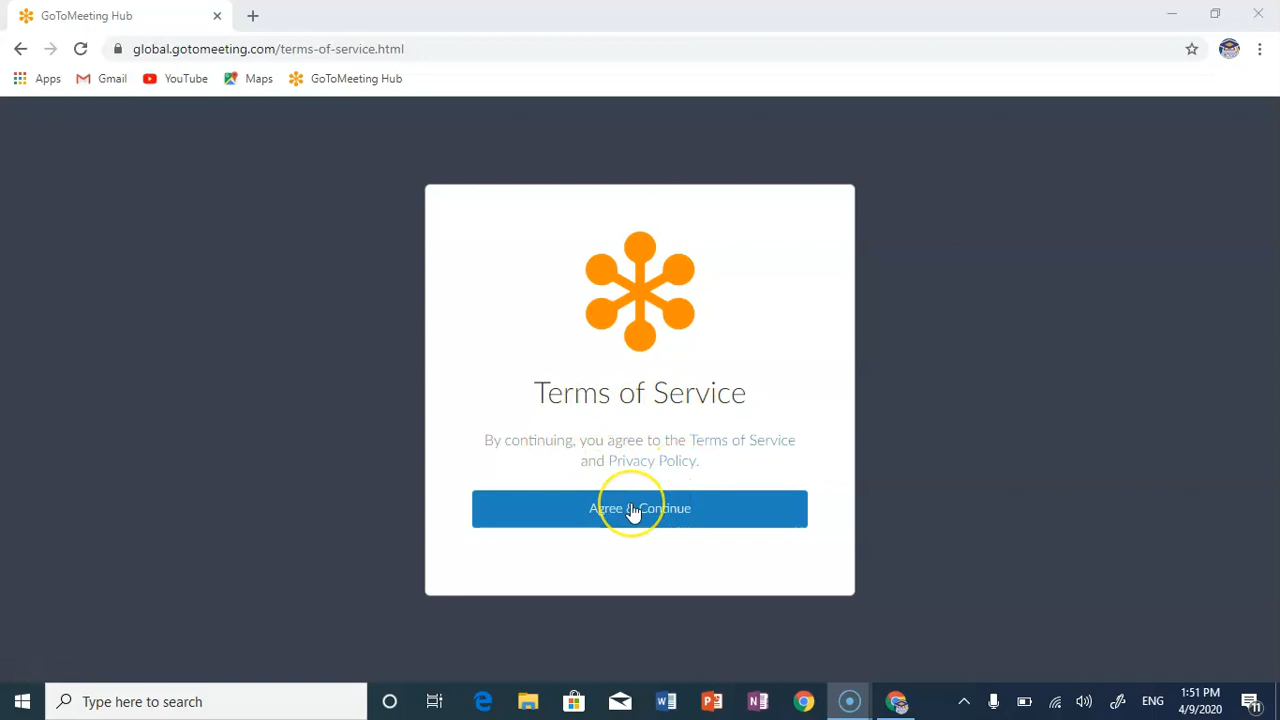 GoToMeeting Hub
global.gotomeeting.com/terms-of-service.html
Apps Gmail YouTube Maps GoToMeeting Hub
Terms of Service
By continuing, you agree to the Terms of Service
and Privacy Policy.
Agree & Continue
Type here to search
W
P
N
ENG
1:51 PM
4/9/2020
11